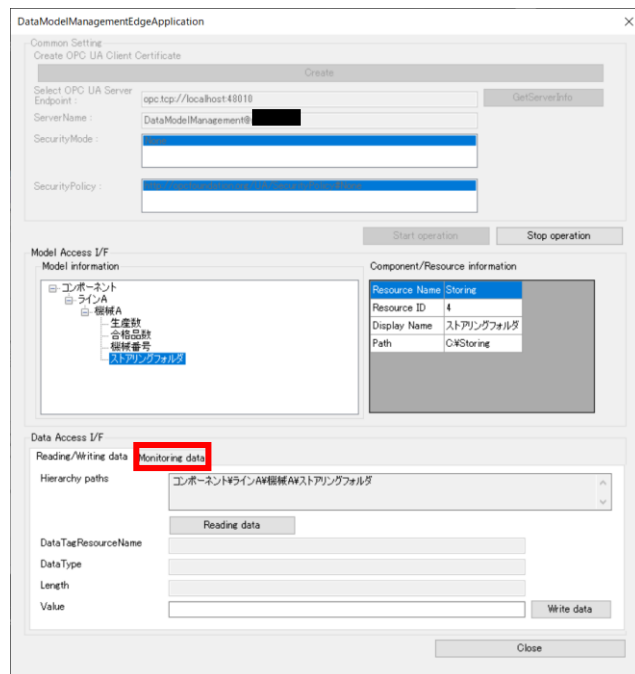 DataModelManagementEdgeApplication
Common Setting
Create OPC UA Client Certificate
Create
Select OPC UA Server
Endpoint :
opc.tcp://localhost:48010
GetServerInfo
ServerName :
DataModelManagement@
SecurityMode :
SecurityPolicy :
Start operation
Stop operation
Model Access I/F
Model information
Component/Resource information
コンポーネント
ラインA
機械A
生産数
合格品数
機械番号
ストアリングフォルダ
Resource Name Storing
Resource ID 4
Display Name ストアリングフォルダ
Path C:¥Storing
Data Access I/F
Reading/Writing data Monitoring data
Hierarchy paths
コンポーネント¥ラインA¥機械A¥ストアリングフォルダ
Reading data
DataTagResourceName
DataType
Length
Value
Write data
Close